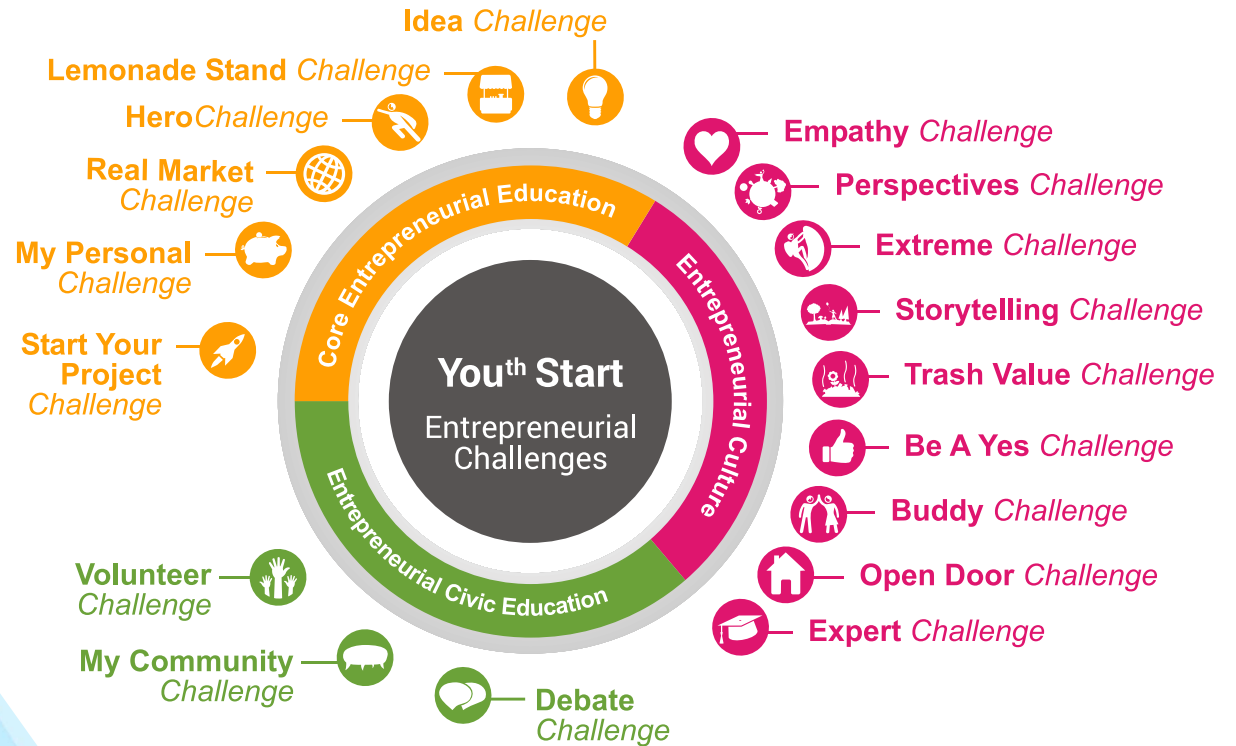 Idea Challenge
Lemonade Stand Challenge
HeroChallenge
Real Market
Challenge
My Personal
Challenge
Start Your
Project
Challenge
Core Entrepreneurial Education
Entrepreneurial Culture
Entrepreneurial Civic Education
Youth Start
Entrepreneurial
Challenges
Empathy Challenge
Perspectives Challenge
Extreme Challenge
Storytelling Challenge
Trash Value Challenge
Be A Yes Challenge
Buddy Challenge
Open Door Challenge
Expert Challenge
Volunteer
Challenge
My Community
Challenge
Debate
Challenge